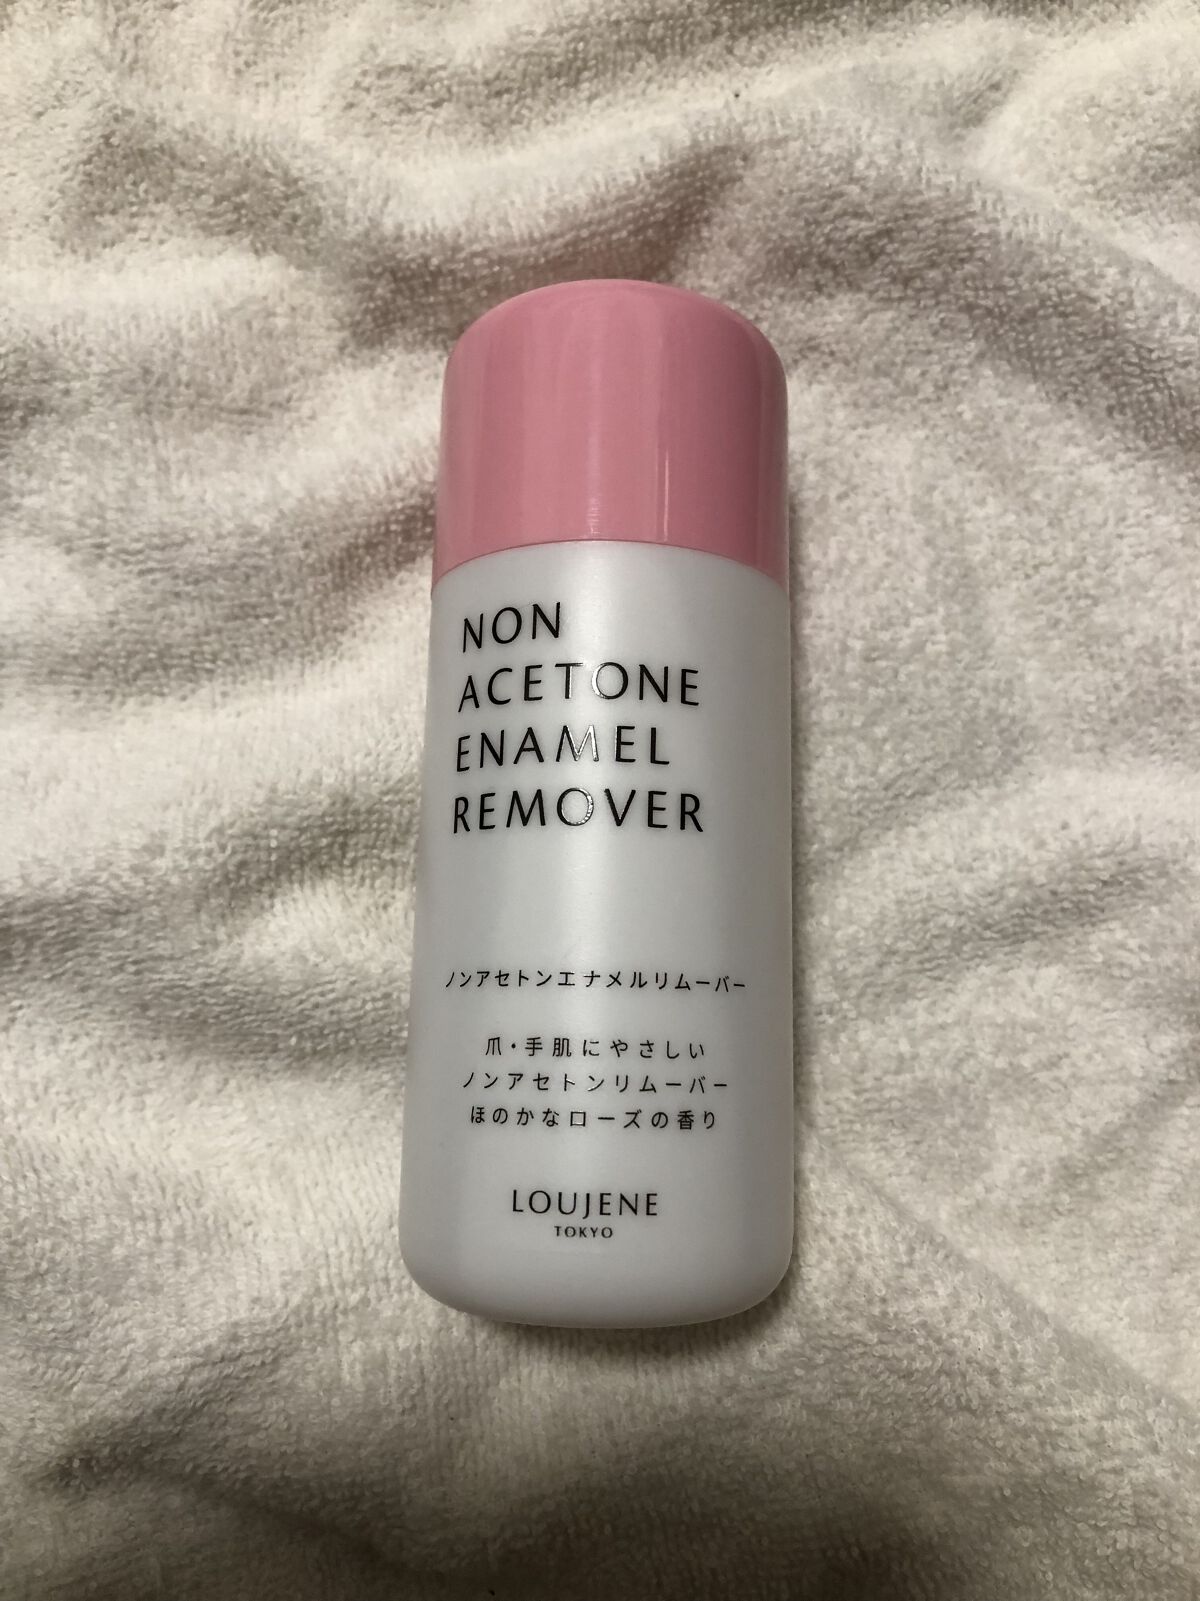 NON
ACETONE
ENAMEL
REMOVER
ノンアセトンエナメルリムーバー
爪・手肌にやさしい
ノンアセトンリムーバー
ほのかなローズの香り
LOUJENE
TOKYO